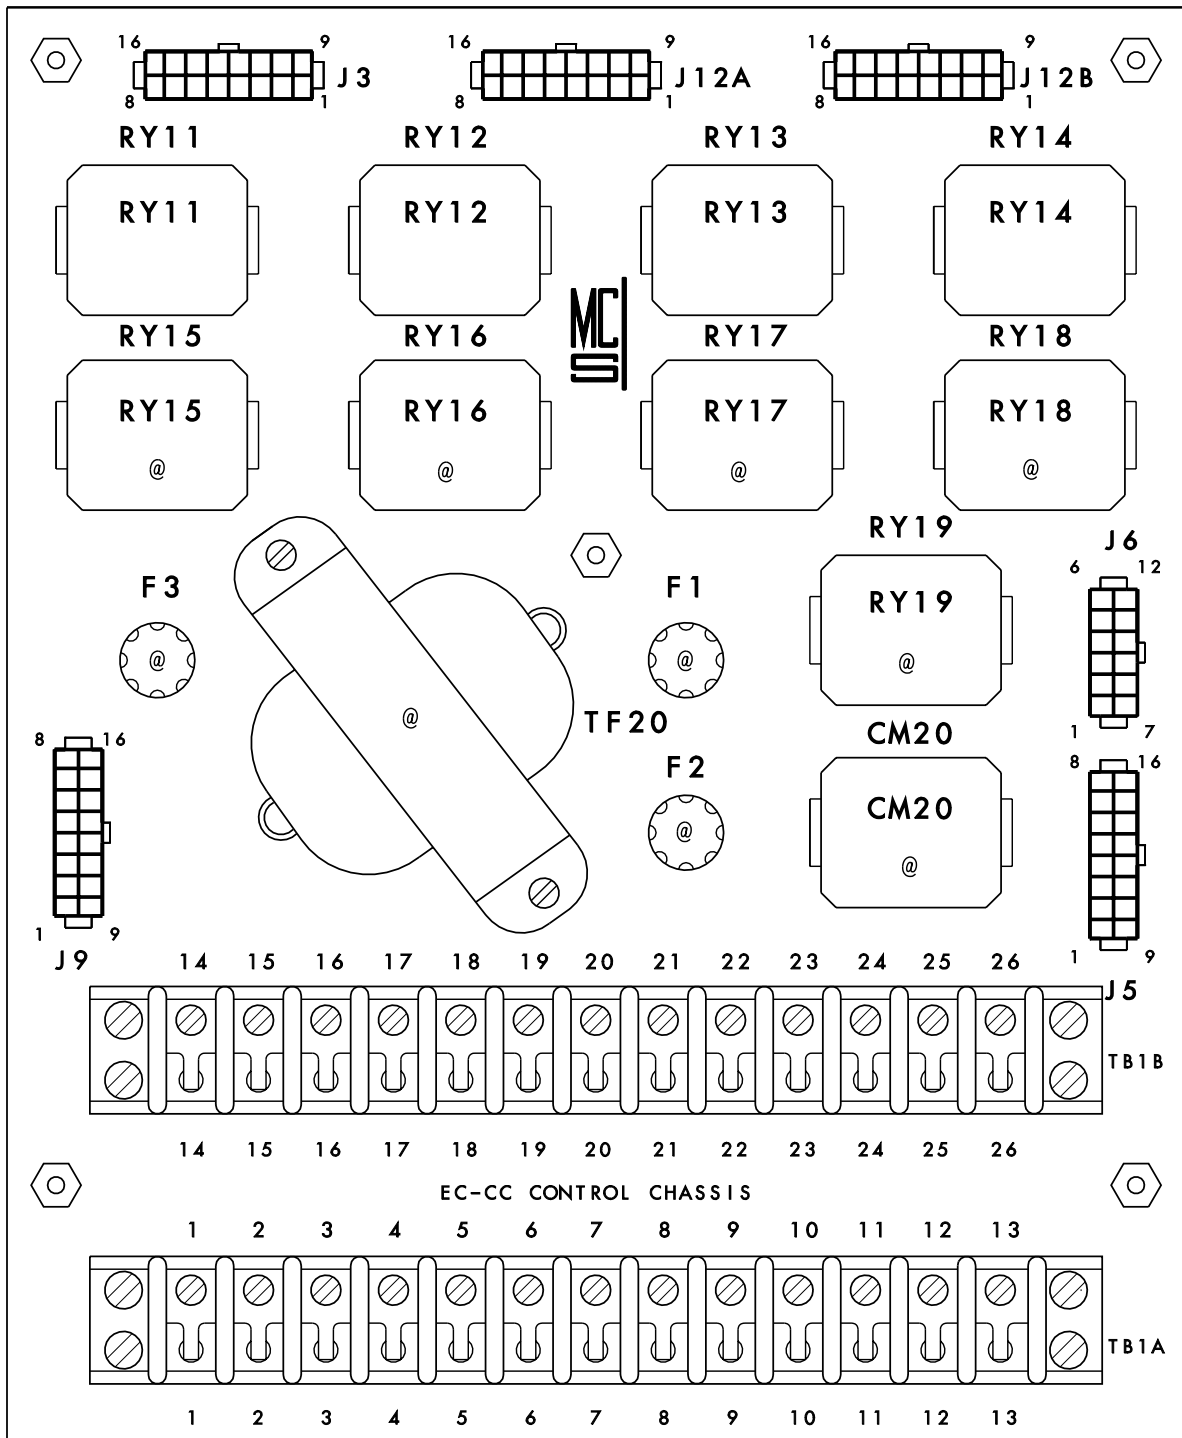 16 9 16 9 16 9
J3 J12A J12B
8 1 8 1 8 1
RY11 RY12 RY13 RY14
RY11 RY12 RY13 RY14
MC
S
RY15 RY16 RY17 RY18
RY15 RY16 RY17 RY18
@ @ @ @
RY19
J6
6 12
F3 F1
RY19
@ @ @
@
TF20
1 7
CM20
8 16
F2
8 16
CM20
@
@
1 9
1 9
J9
14 15 16 17 18 19 20 21 22 23 24 25 26
J5
TB1B
14 15 16 17 18 19 20 21 22 23 24 25 26
EC-CC CONTROL CHASSIS
1 2 3 4 5 6 7 8 9 10 11 12 13
TB1A
1 2 3 4 5 6 7 8 9 10 11 12 13